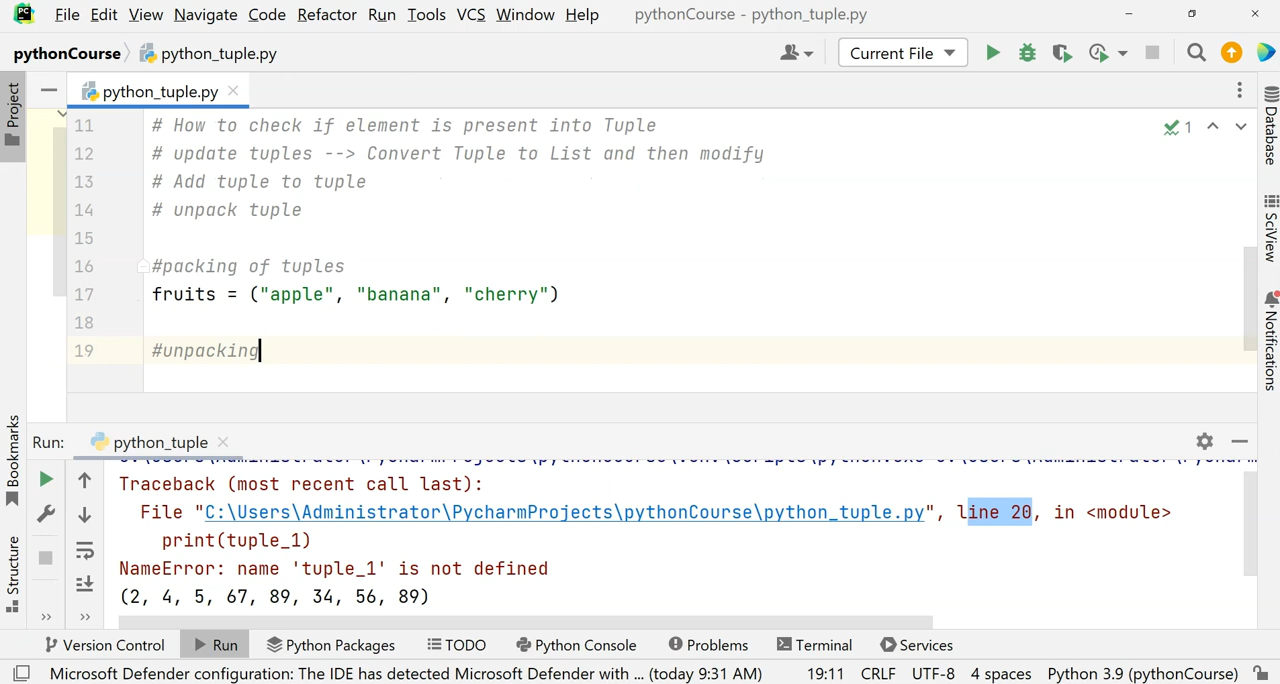 PC File Edit View Navigate Code Refactor Run Tools VCS Window Help pythonCourse - python_tuple.py
pythonCourse python_tuple.py Current File
python_tuple.py
Project
11 # How to check if element is present into Tuple
1
12 # update tuples --> Convert Tuple to List and then modify
13 # Add tuple to tuple
14 # unpack tuple
15
16 #packing of tuples
17 fruits = ("apple", "banana", "cherry")
18
19 #unpacking
Database
SciView
Notifications
Bookmarks
Structure
Run: python_tuple
Traceback (most recent call last):
File "C:\Users\Administrator\PycharmProjects\pythonCourse\python_tuple.py", line 20, in <module>
print(tuple_1)
NameError: name 'tuple_1' is not defined
(2, 4, 5, 67, 89, 34, 56, 89)
Version Control Run Python Packages TODO Python Console Problems Terminal Services
Microsoft Defender configuration: The IDE has detected Microsoft Defender with ... (today 9:31 AM) 19:11 CRLF UTF-8 4 spaces Python 3.9 (pythonCourse)